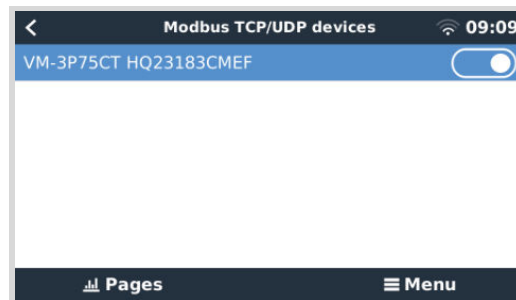 Modbus TCP/UDP devices 09:09
VM-3P75CT HQ23183CMEF
Pages Menu